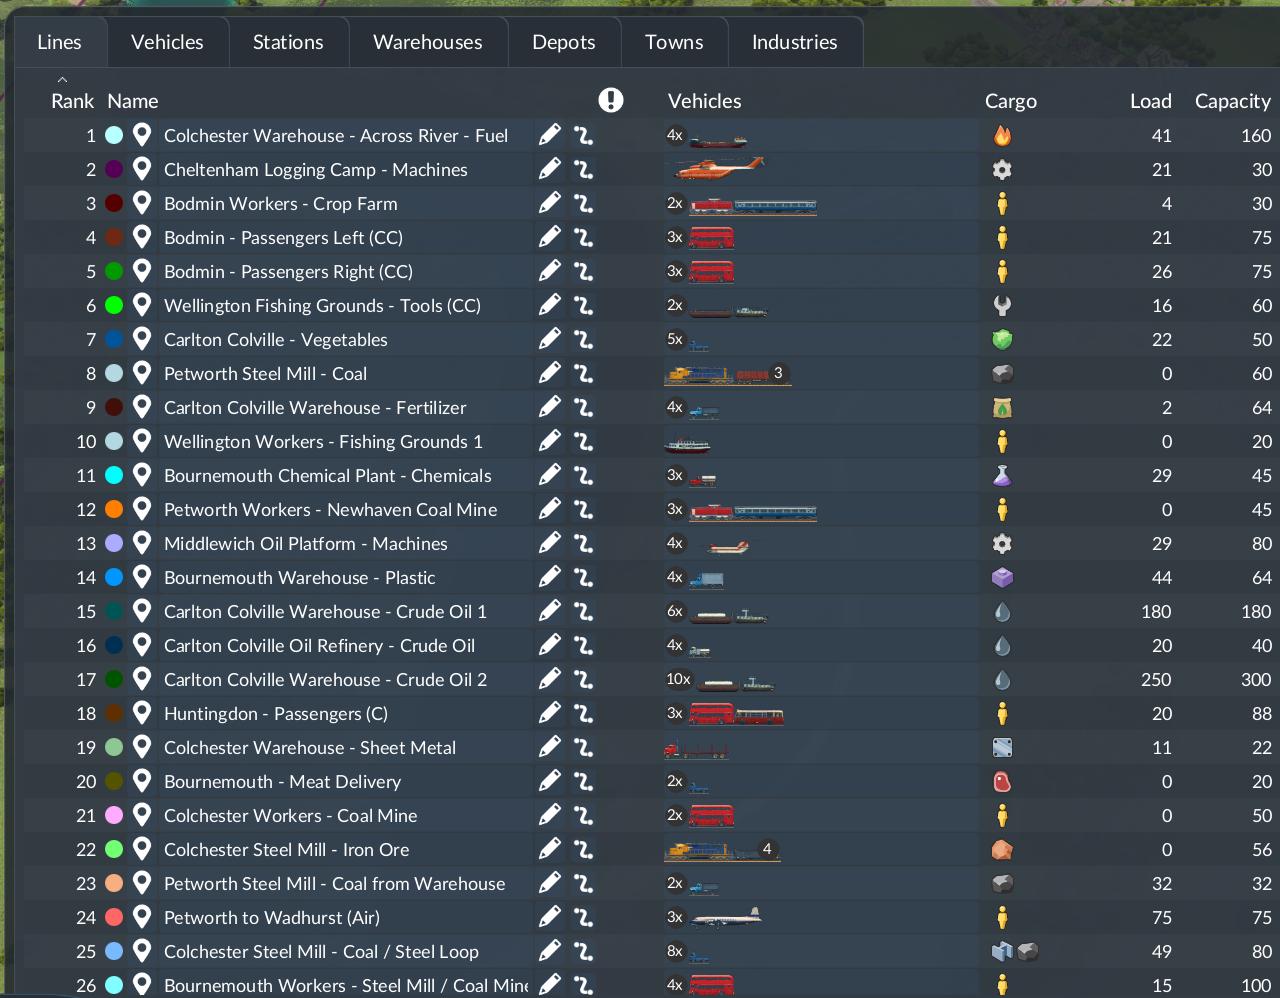 Lines Vehicles Stations Warehouses Depots Towns Industries
Rank Name Vehicles Cargo Load Capacity
1 Colchester Warehouse - Across River - Fuel 4x 41 160
2 Cheltenham Logging Camp - Machines 21 30
3 Bodmin Workers - Crop Farm 2x 4 30
4 Bodmin - Passengers Left (CC) 3x 21 75
5 Bodmin - Passengers Right (CC) 3x 26 75
6 Wellington Fishing Grounds - Tools (CC) 2x 16 60
7 Carlton Colville - Vegetables 5x 22 50
8 Petworth Steel Mill - Coal 3 0 60
9 Carlton Colville Warehouse - Fertilizer 4x 2 64
10 Wellington Workers - Fishing Grounds 1 0 20
11 Bournemouth Chemical Plant - Chemicals 3x 29 45
12 Petworth Workers - Newhaven Coal Mine 3x 0 45
13 Middlewich Oil Platform - Machines 4x 29 80
14 Bournemouth Warehouse - Plastic 4x 44 64
15 Carlton Colville Warehouse - Crude Oil 1 6x 180 180
16 Carlton Colville Oil Refinery - Crude Oil 4x 20 40
17 Carlton Colville Warehouse - Crude Oil 2 10x 250 300
18 Huntingdon - Passengers (C) 3x 20 88
19 Colchester Warehouse - Sheet Metal 11 22
20 Bournemouth - Meat Delivery 2x 0 20
21 Colchester Workers - Coal Mine 2x 0 50
22 Colchester Steel Mill - Iron Ore 4 0 56
23 Petworth Steel Mill - Coal from Warehouse 2x 32 32
24 Petworth to Wadhurst (Air) 3x 75 75
25 Colchester Steel Mill - Coal / Steel Loop 8x 49 80
26 Bournemouth Workers - Steel Mill / Coal Mine 4x 15 100